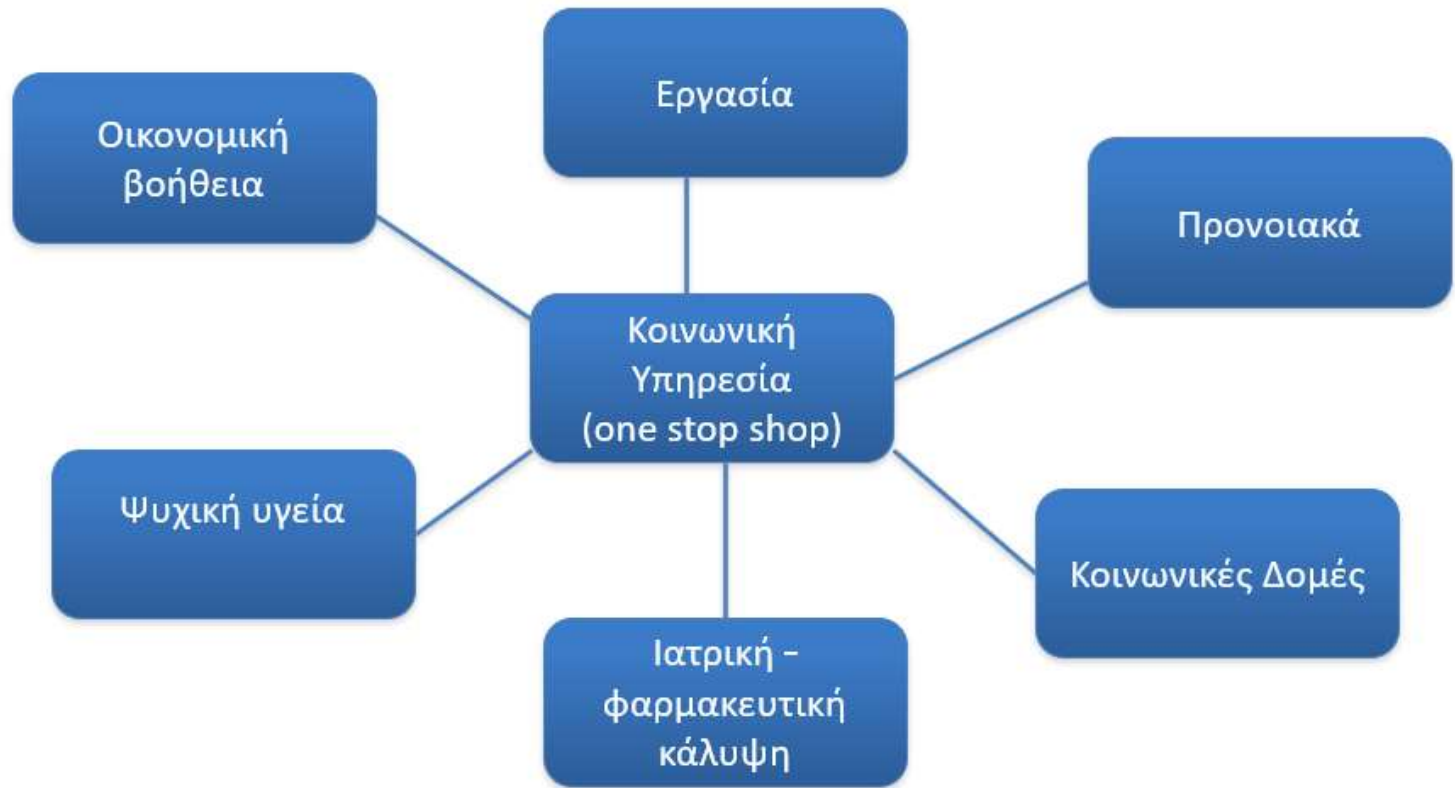 Εργασία
Οικονομική
βοήθεια
Προνοιακά
Κοινωνική
Υπηρεσία
(one stop shop)
Ψυχική υγεία
Κοινωνικές Δομές
Ιατρική –
φαρμακευτική
κάλυψη